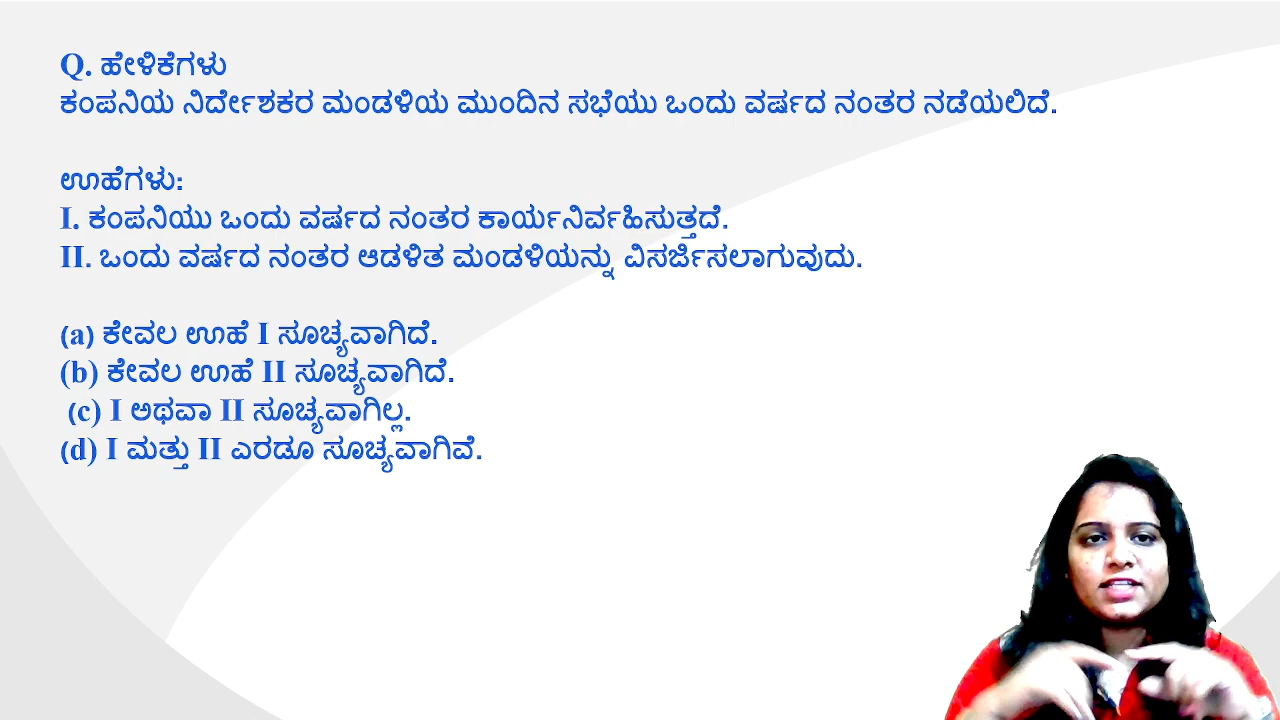 Q. ಹೇಳಿಕೆಗಳು
ಕಂಪನಿಯ ನಿರ್ದೇಶಕರ ಮಂಡಳಿಯ ಮುಂದಿನ ಸಭೆಯು ಒಂದು ವರ್ಷದ ನಂತರ ನಡೆಯಲಿದೆ.
ಊಹೆಗಳು:
I. ಕಂಪನಿಯು ಒಂದು ವರ್ಷದ ನಂತರ ಕಾರ್ಯನಿರ್ವಹಿಸುತ್ತದೆ.
II. ಒಂದು ವರ್ಷದ ನಂತರ ಆಡಳಿತ ಮಂಡಳಿಯನ್ನು ವಿಸರ್ಜಿಸಲಾಗುವುದು.
(a) ಕೇವಲ ಊಹೆ I ಸೂಚ್ಯವಾಗಿದೆ.
(b) ಕೇವಲ ಊಹೆ II ಸೂಚ್ಯವಾಗಿದೆ.
(c) I ಅಥವಾ II ಸೂಚ್ಯವಾಗಿಲ್ಲ.
(d) I ಮತ್ತು II ಎರಡೂ ಸೂಚ್ಯವಾಗಿವೆ.